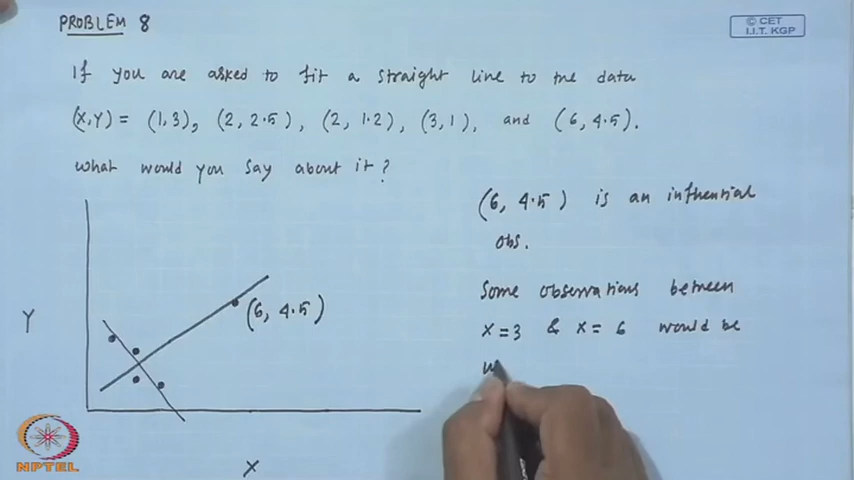 PROBLEM 8
© CET
I.I.T. KGP
If you are asked to fit a straight line to the data
(X,Y) = (1,3), (2, 2.5), (2, 1.2), (3,1), and (6, 4.5).
what would you say about it?
(6, 4.5) is an influential
obs.
Some observations between
x=3 & x= 6 would be
(6, 4.5)
Y
X
NPTEL